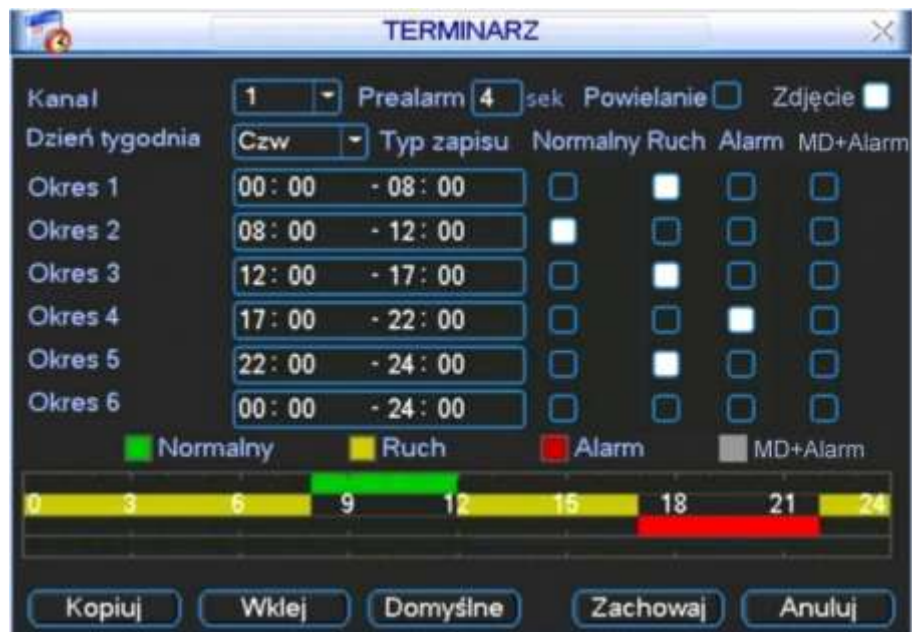 TERMINARZ
Kanał 1 Prealarm 4 sek Powielanie Zdjęcie
Dzień tygodnia Czw Typ zapisu Normalny Ruch Alarm MD+Alarm
Okres 1 00:00 - 08:00
Okres 2 08:00 - 12:00
Okres 3 12:00 - 17:00
Okres 4 17:00 - 22:00
Okres 5 22:00 - 24:00
Okres 6 00:00 - 24:00
Normalny Ruch Alarm MD+Alarm
0 3 6 9 12 15 18 21 24
Kopiuj Wklej Domyślne Zachowaj Anuluj